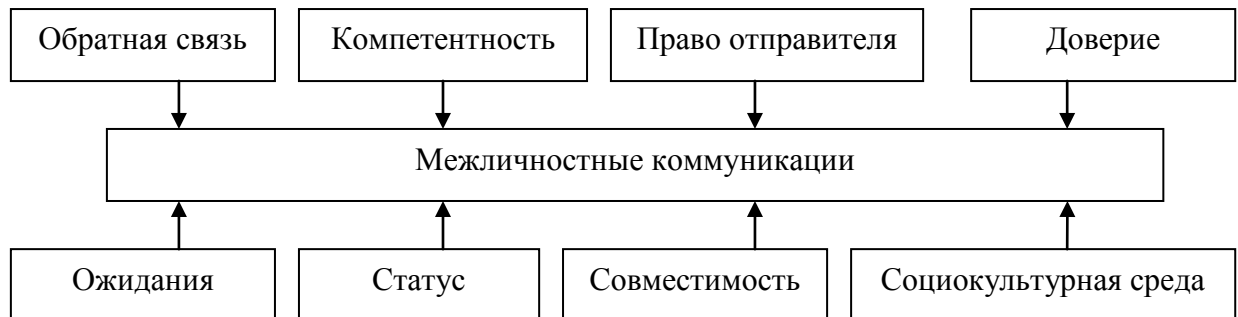 Обратная связь
Компетентность
Право отправителя
Доверие
Межличностные коммуникации
Ожидания
Статус
Совместимость
Социокультурная среда